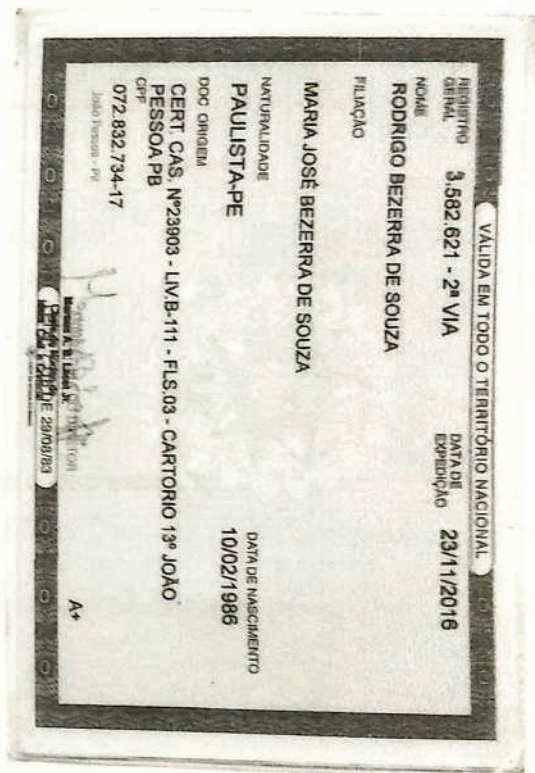 VÁLIDA EM TODO O TERRITÓRIO NACIONAL
REGISTRO GERAL 3.582.621 - 2ª VIA
DATA DE EXPEDIÇÃO 23/11/2016
NOME
RODRIGO BEZERRA DE SOUZA
FILIAÇÃO
MARIA JOSÉ BEZERRA DE SOUZA
NATURALIDADE
PAULISTA-PE
DATA DE NASCIMENTO
10/02/1986
DOC ORIGEM
CERT. CAS. Nº23903 - LIV.B-111 - FLS.03 - CARTORIO 13º JOÃO
PESSOA PB
CPF
072.832.734-17
João Pessoa - PB
DE 29/08/83
A+